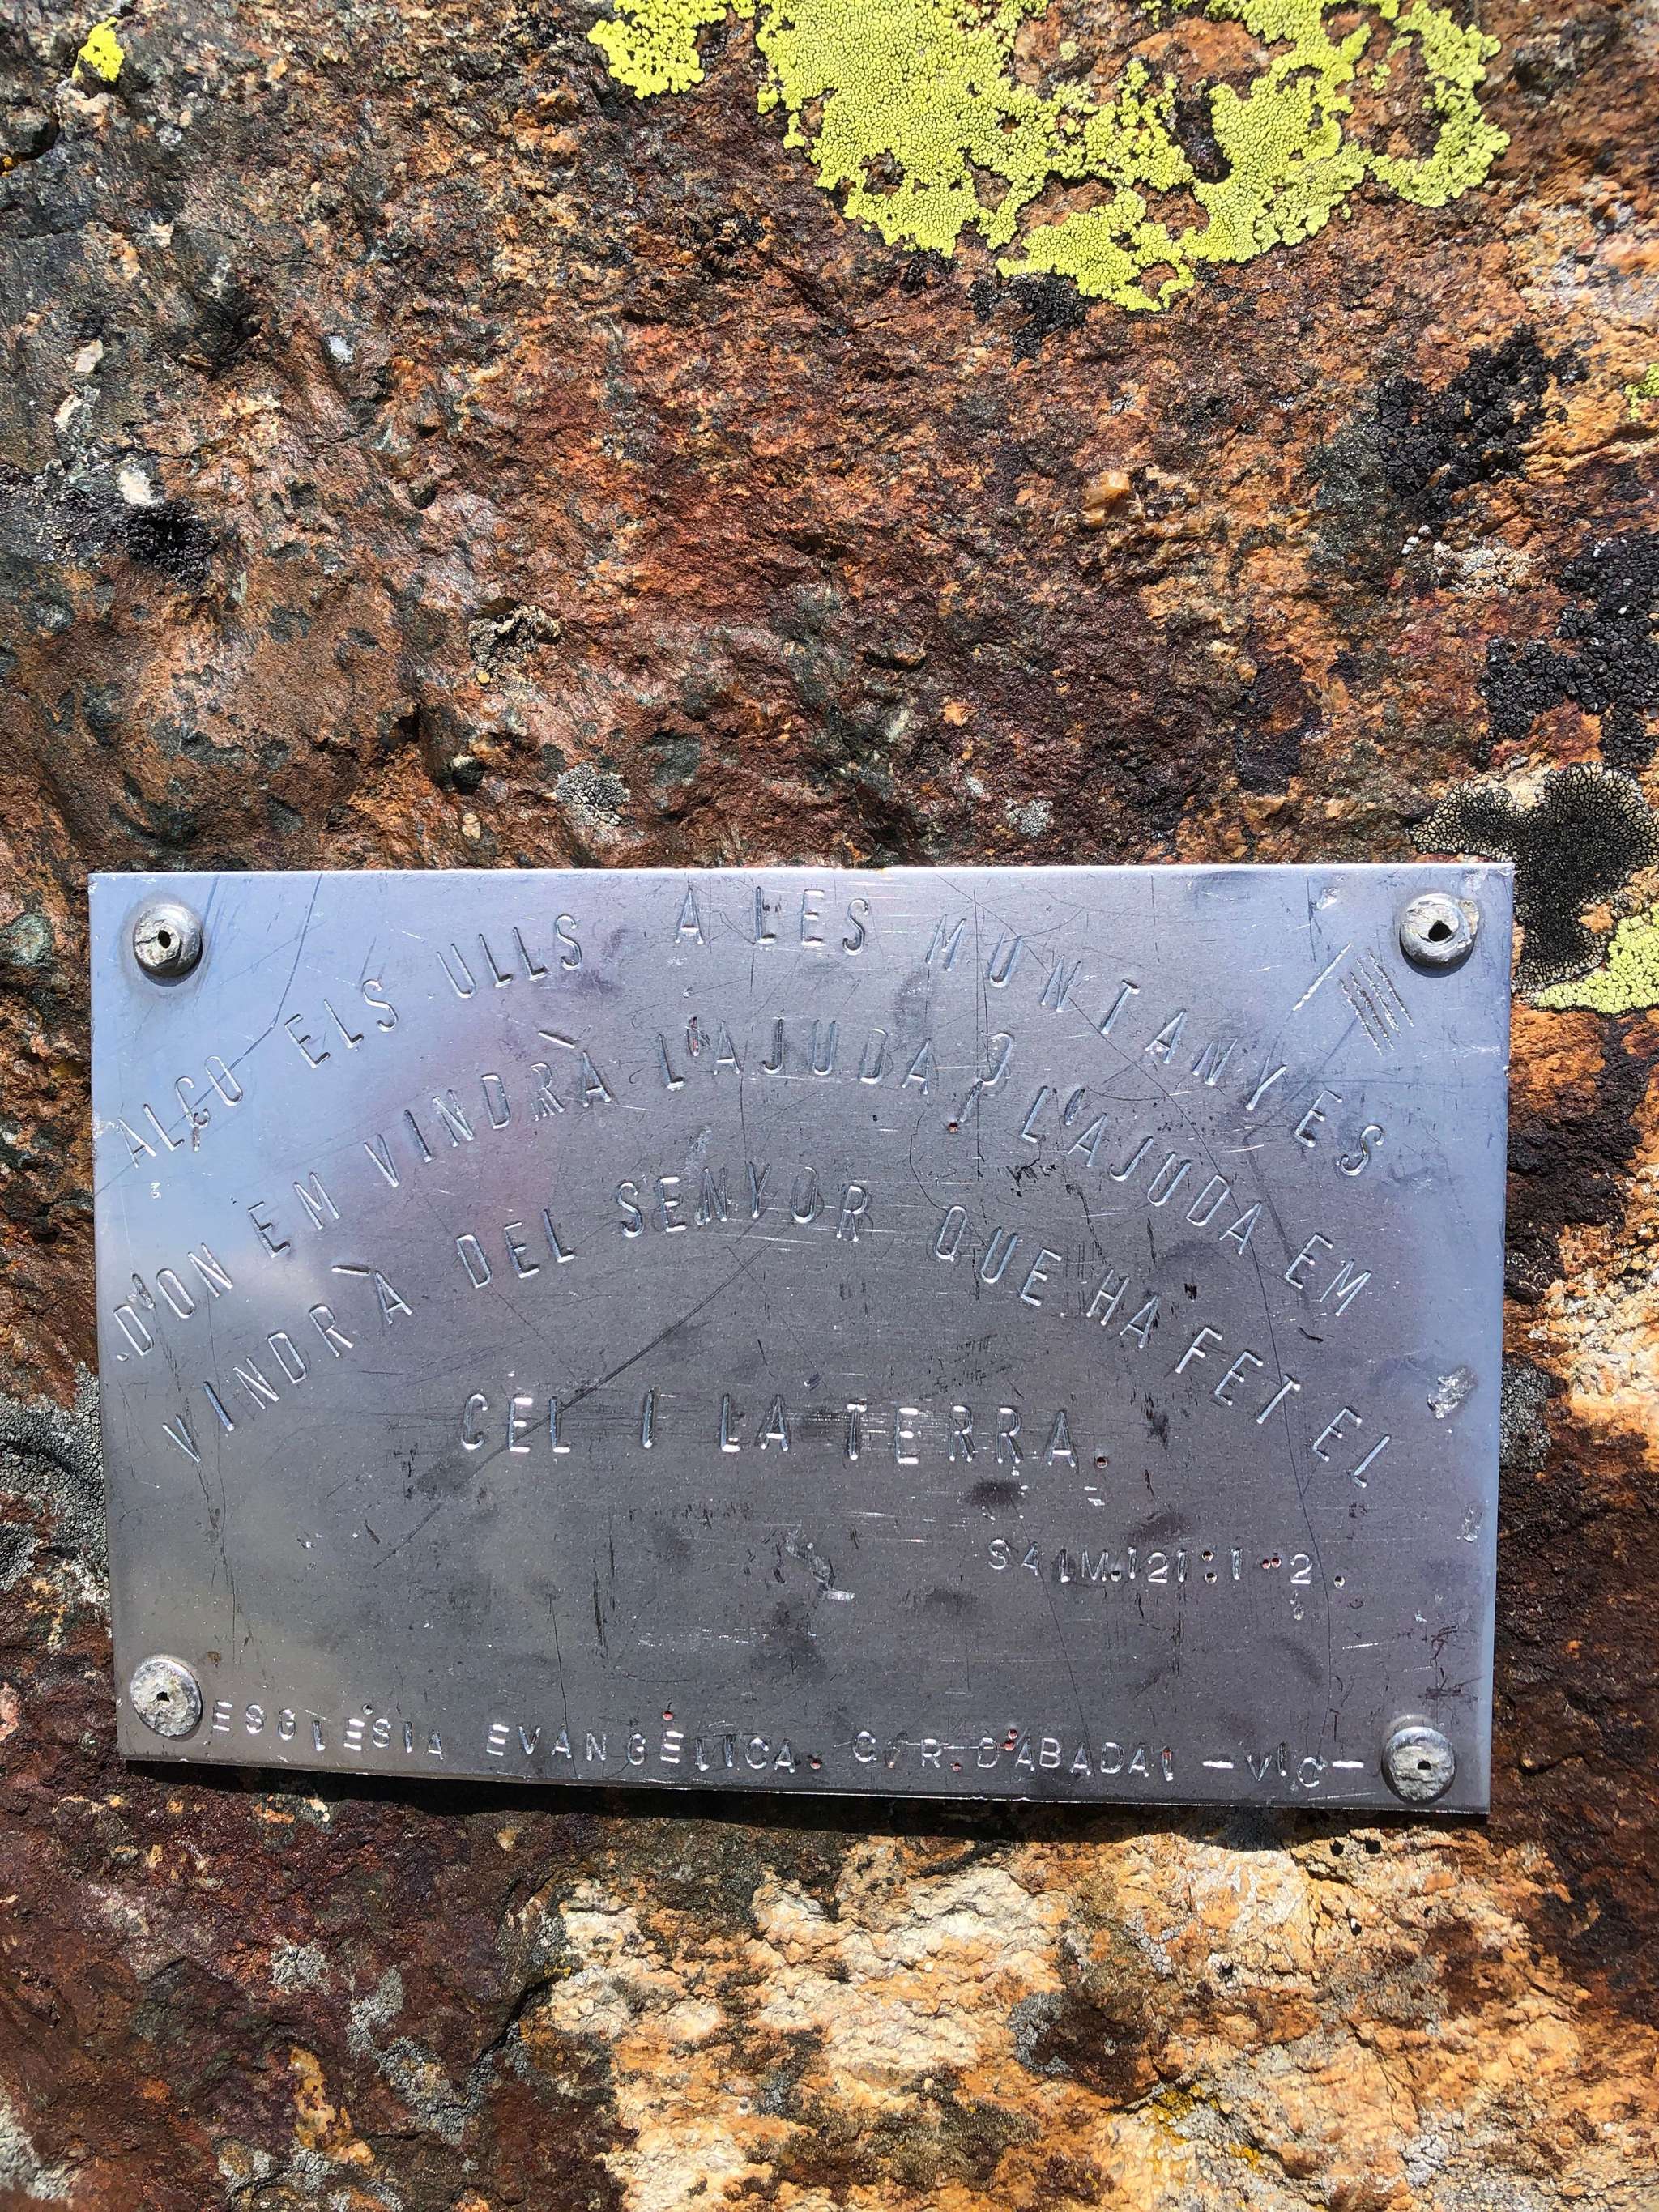 ALÇO ELS ULLS A LES MUNTANYES
D'ON EM VINDRÀ L'AJUDA? L'AJUDA EM
VINDRÀ DEL SENYOR QUE HA FET EL
CEL I LA TERRA.
SALM.121:1-2.
ESGLÉSIA EVANGÈLICA. C/R.D'ABADAL -VIC-